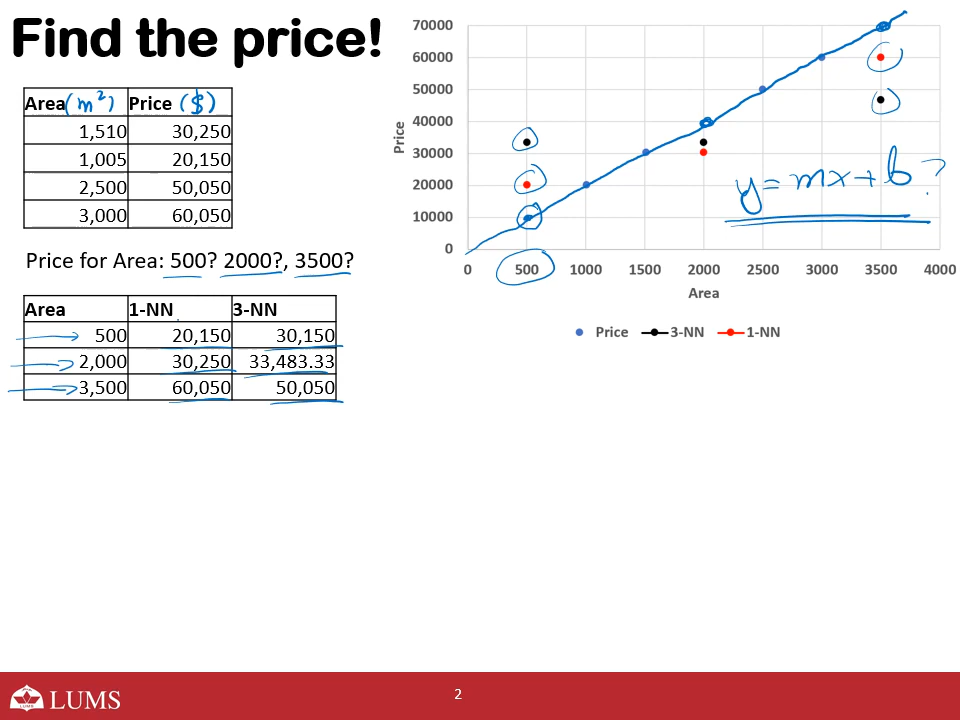 Find the price!
Area (m²) Price ($)
1,510 30,250
1,005 20,150
2,500 50,050
3,000 60,050
Price for Area: 500? 2000?, 3500?
Area 1-NN 3-NN
500 20,150 30,150
2,000 30,250 33,483.33
3,500 60,050 50,050
70000
60000
50000
40000
30000
20000
10000
0
Price
y = mx + b ?
0 500 1000 1500 2000 2500 3000 3500 4000
Area
Price 3-NN 1-NN
LUMS
LUMS
2